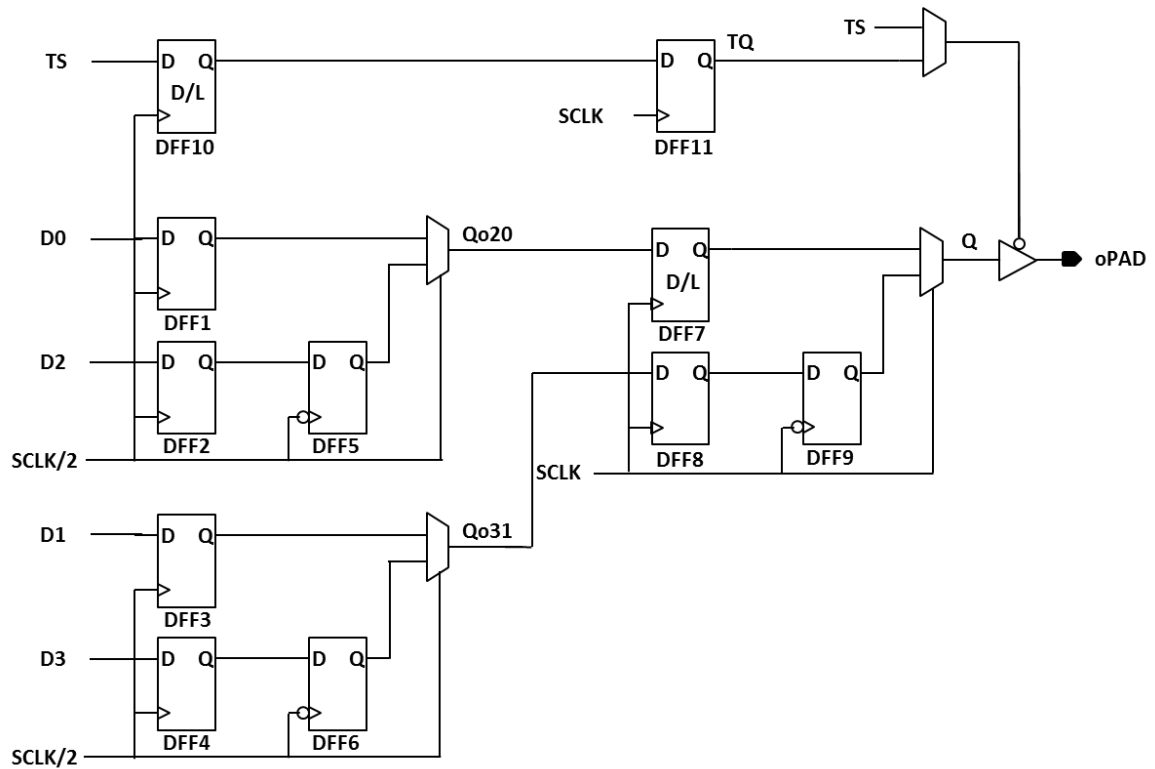 TS
D Q
D/L
DFF10
D Q
SCLK
DFF11
TQ
TS
D0
D Q
DFF1
Qo20
D Q
D/L
DFF7
Q
oPAD
D2
D Q
DFF2
D Q
DFF5
SCLK/2
D Q
DFF8
D Q
DFF9
SCLK
D1
D Q
DFF3
Qo31
D3
D Q
DFF4
D Q
DFF6
SCLK/2